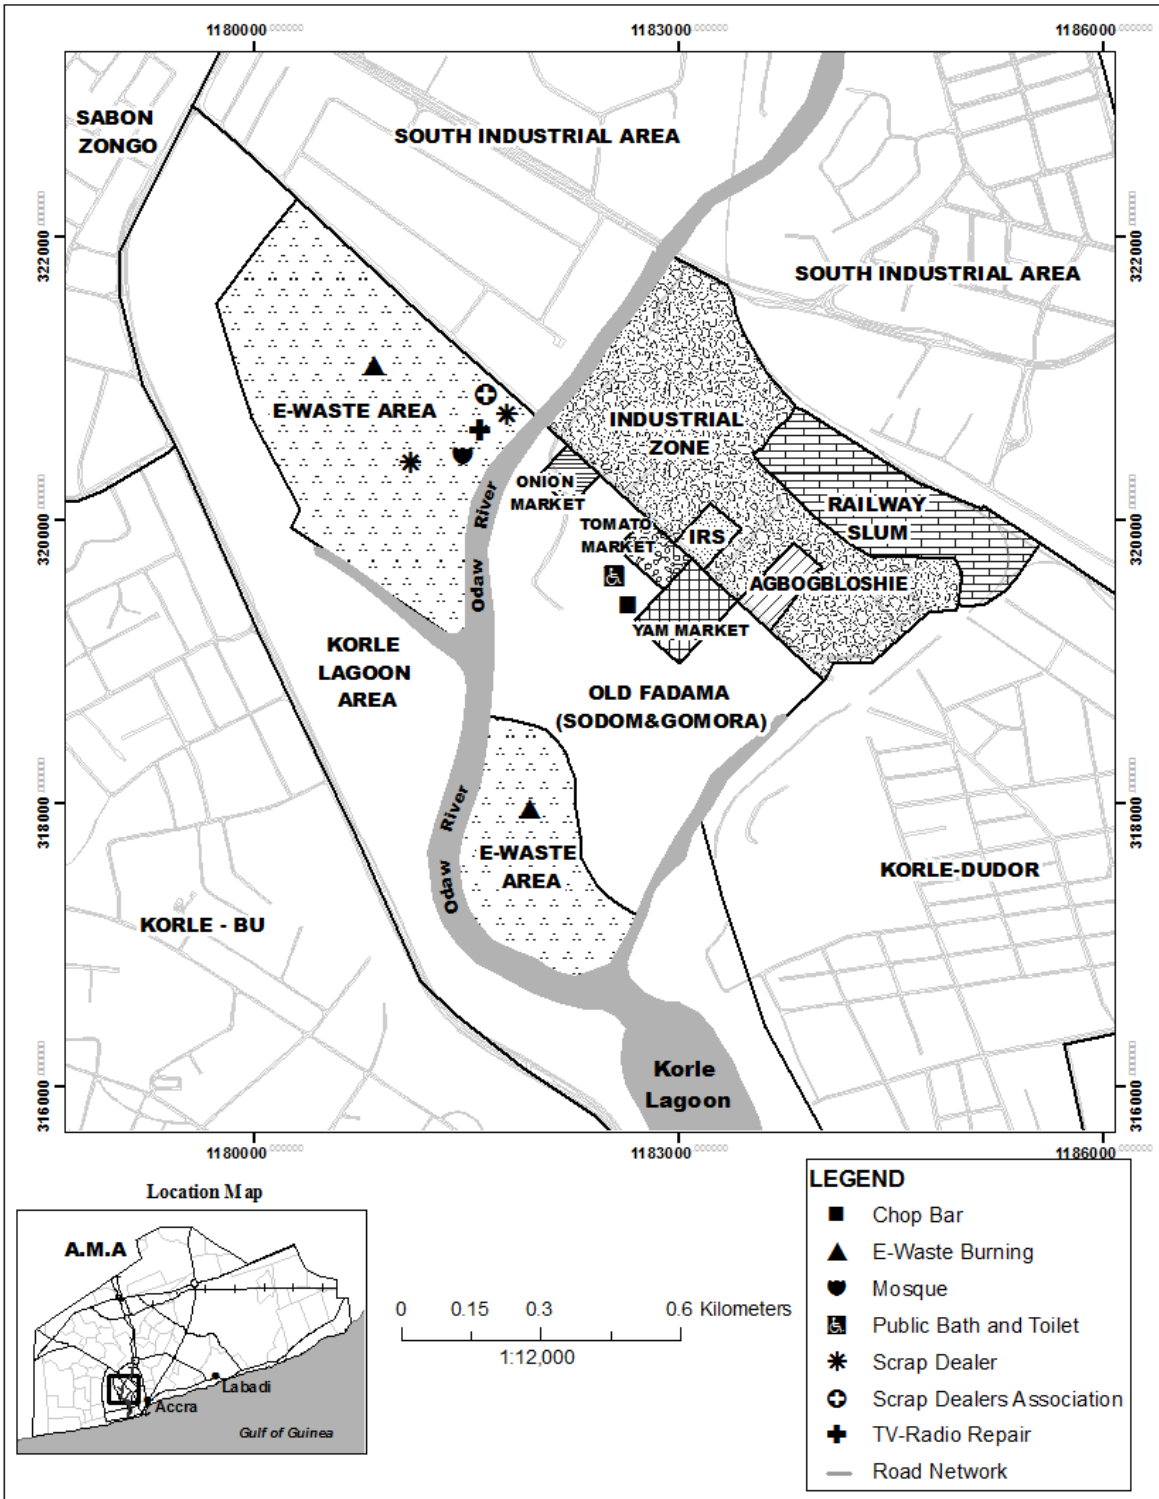 1180000
1183000
1186000
SABON
ZONGO
SOUTH INDUSTRIAL AREA
322000
322000
SOUTH INDUSTRIAL AREA
E-WASTE AREA
INDUSTRIAL
ZONE
ONION
MARKET
River
Odaw
TOMATO
MARKET
IRS
RAILWAY
SLUM
320000
320000
AGBOGBLOSHIE
YAM MARKET
KORLE
LAGOON
AREA
OLD FADAMA
(SODOM&GOMORA)
318000
318000
River
Odaw
E-WASTE
AREA
KORLE-DUDOR
KORLE - BU
Korle
Lagoon
316000
316000
1180000
1183000
1186000
Location Map
A.M.A
Labadi
Accra
Gulf of Guinea
0 0.15 0.3 0.6 Kilometers
1:12,000
LEGEND
Chop Bar
E-Waste Burning
Mosque
Public Bath and Toilet
Scrap Dealer
Scrap Dealers Association
TV-Radio Repair
Road Network